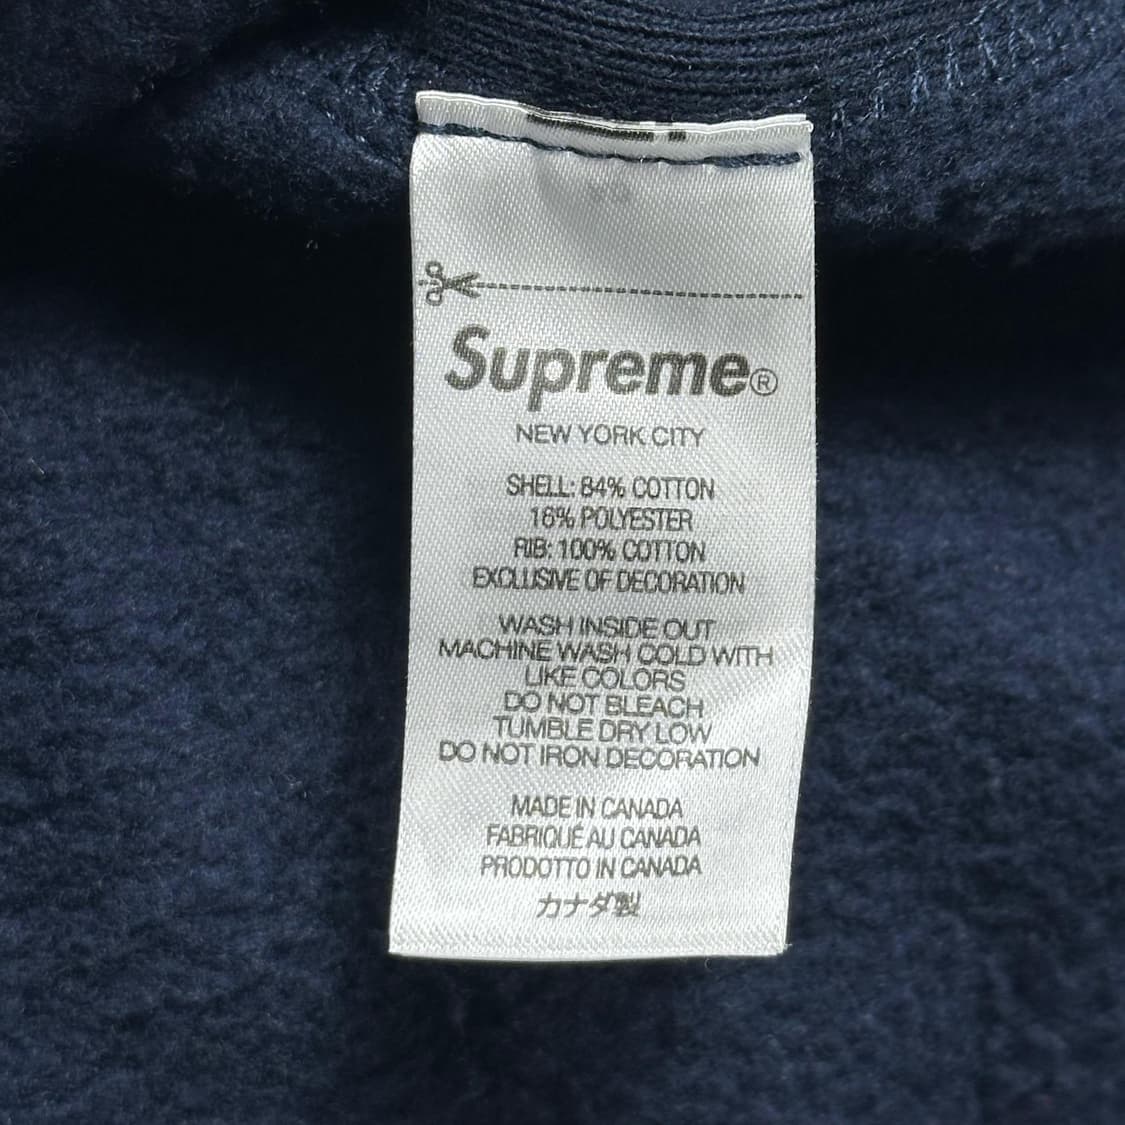 Supreme®
NEW YORK CITY
SHELL: 84% COTTON
16% POLYESTER
RIB: 100% COTTON
EXCLUSIVE OF DECORATION
WASH INSIDE OUT
MACHINE WASH COLD WITH
LIKE COLORS
DO NOT BLEACH
TUMBLE DRY LOW
DO NOT IRON DECORATION
MADE IN CANADA
FABRIQUÉ AU CANADA
PRODOTTO IN CANADA
カナダ製